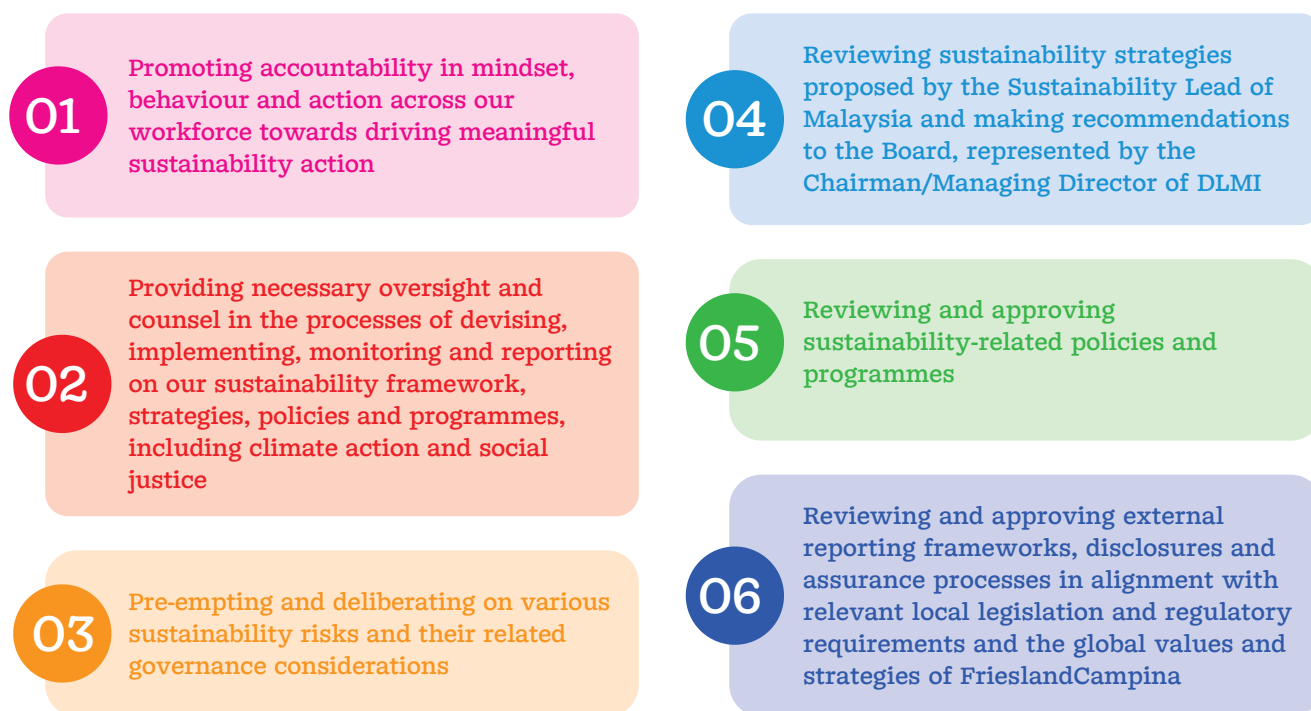 01
Promoting accountability in mindset,
behaviour and action across our
workforce towards driving meaningful
sustainability action
02
Providing necessary oversight and
counsel in the processes of devising,
implementing, monitoring and reporting
on our sustainability framework,
strategies, policies and programmes,
including climate action and social
justice
03
Pre-empting and deliberating on various
sustainability risks and their related
governance considerations
04
Reviewing sustainability strategies
proposed by the Sustainability Lead of
Malaysia and making recommendations
to the Board, represented by the
Chairman/Managing Director of DLMI
05
Reviewing and approving
sustainability-related policies and
programmes
06
Reviewing and approving external
reporting frameworks, disclosures and
assurance processes in alignment with
relevant local legislation and regulatory
requirements and the global values and
strategies of FrieslandCampina